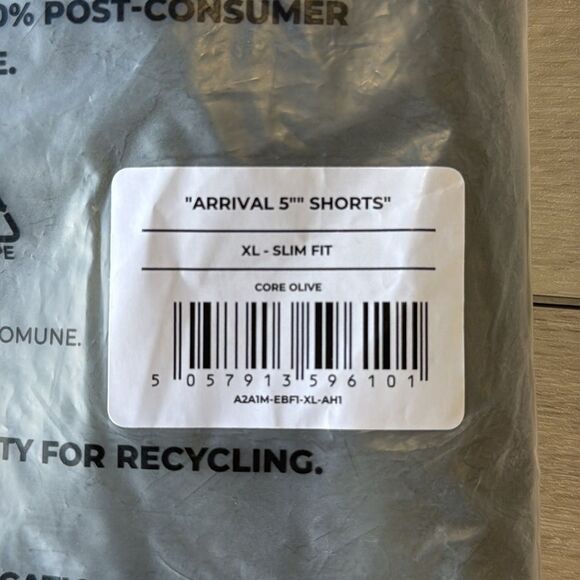 0% POST-CONSUMER
E.
"ARRIVAL 5"" SHORTS"
XL - SLIM FIT
CORE OLIVE
5 057913 596101
A2A1M-EBF1-XL-AH1
PE
OMUNE.
TY FOR RECYCLING.